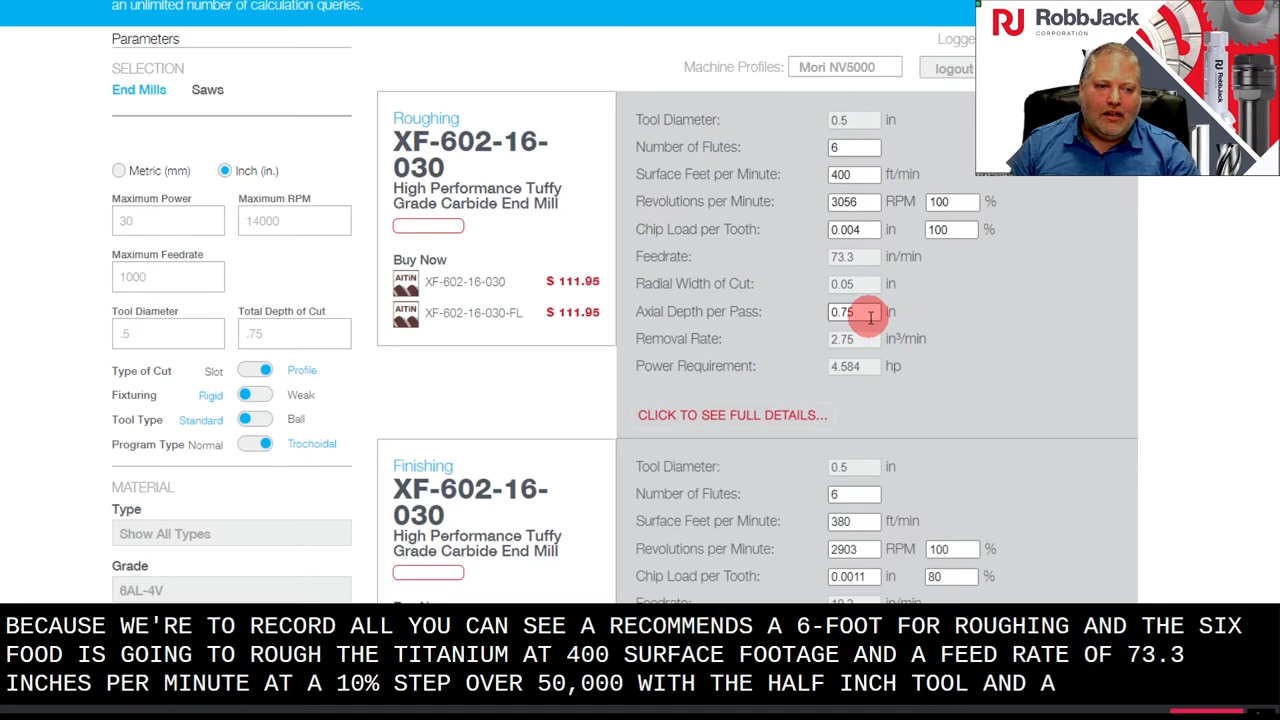 an unlimited number of calculation queries.
RJ RobbJack
CORPORATION
Parameters
SELECTION
End Mills Saws
Metric (mm) Inch (in.)
Maximum Power Maximum RPM
30 14000
Maximum Feedrate
1000
Tool Diameter Total Depth of Cut
.5 .75
Type of Cut Slot Profile
Fixturing Rigid Weak
Tool Type Standard Ball
Program Type Normal Trochoidal
MATERIAL
Type
Show All Types
Grade
6AL-4V
Logge
Machine Profiles: Mori NV5000 logout
Roughing
XF-602-16-
030
High Performance Tuffy
Grade Carbide End Mill
Buy Now
AlTiN XF-602-16-030 $ 111.95
AlTiN XF-602-16-030-FL $ 111.95
Tool Diameter: 0.5 in
Number of Flutes: 6
Surface Feet per Minute: 400 ft/min
Revolutions per Minute: 3056 RPM 100 %
Chip Load per Tooth: 0.004 in 100 %
Feedrate: 73.3 in/min
Radial Width of Cut: 0.05 in
Axial Depth per Pass: 0.75 in
Removal Rate: 2.75 in³/min
Power Requirement: 4.584 hp
CLICK TO SEE FULL DETAILS...
Finishing
XF-602-16-
030
High Performance Tuffy
Grade Carbide End Mill
Tool Diameter: 0.5 in
Number of Flutes: 6
Surface Feet per Minute: 380 ft/min
Revolutions per Minute: 2903 RPM 100 %
Chip Load per Tooth: 0.0011 in 80 %
BECAUSE WE'RE TO RECORD ALL YOU CAN SEE A RECOMMENDS A 6-FOOT FOR ROUGHING AND THE SIX
FOOD IS GOING TO ROUGH THE TITANIUM AT 400 SURFACE FOOTAGE AND A FEED RATE OF 73.3
INCHES PER MINUTE AT A 10% STEP OVER 50,000 WITH THE HALF INCH TOOL AND A